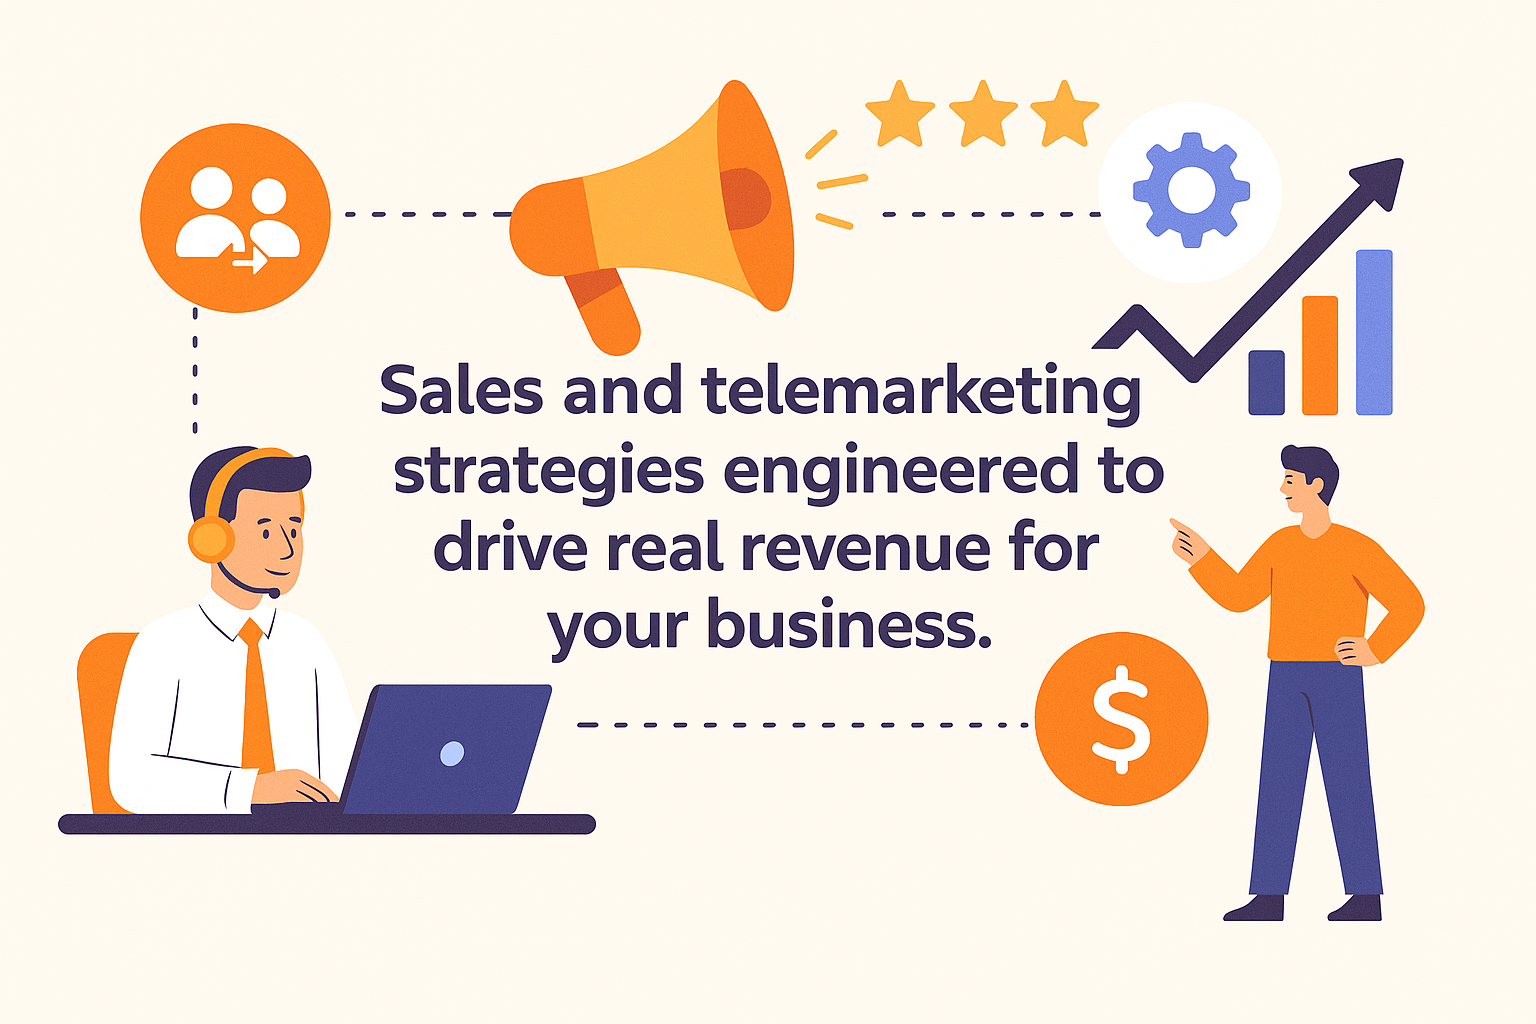 Sales and telemarketing
strategies engineered to
drive real revenue for
your business.
$